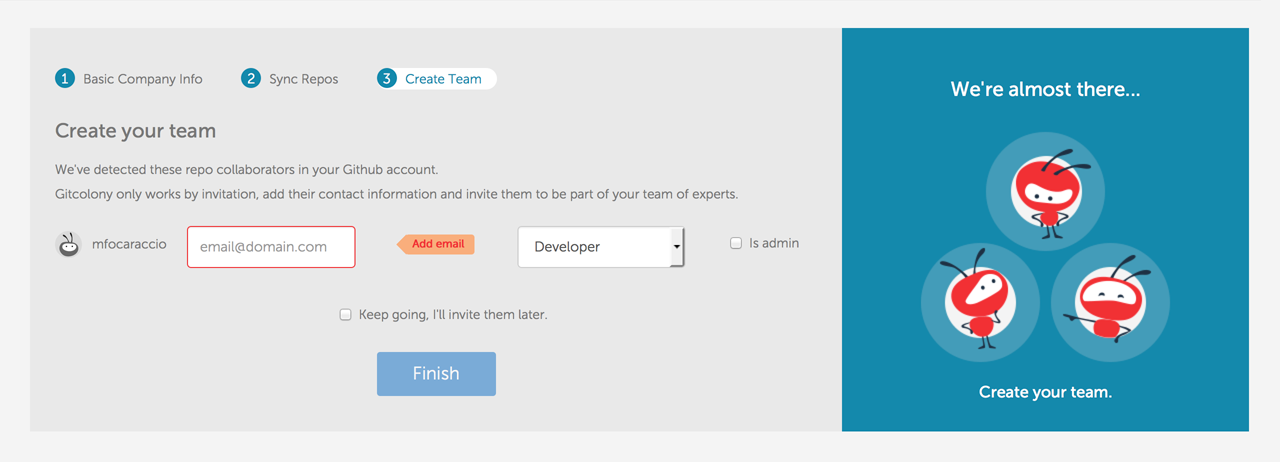 1 Basic Company Info 2 Sync Repos 3 Create Team
Create your team
We've detected these repo collaborators in your Github account.
Gitcolony only works by invitation, add their contact information and invite them to be part of your team of experts.
mfocaraccio email@domain.com Add email Developer Is admin
Keep going, I'll invite them later.
Finish
We're almost there...
Create your team.